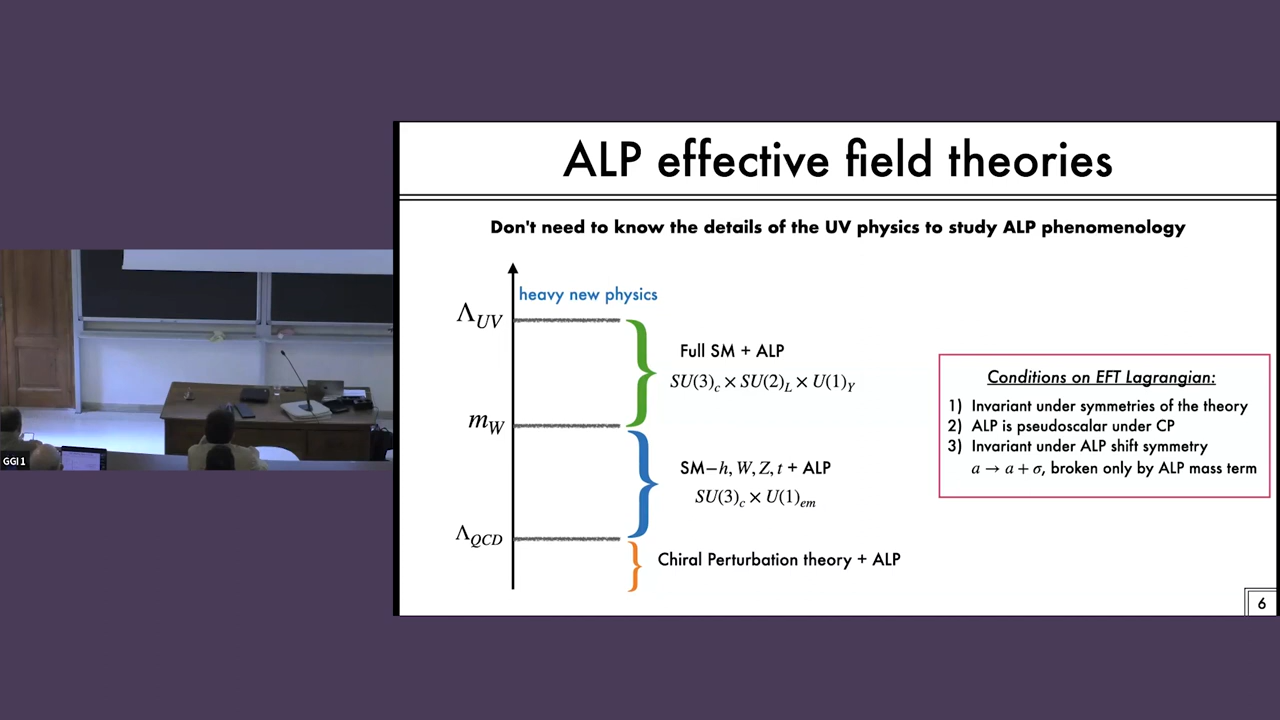 ALP effective field theories
Don't need to know the details of the UV physics to study ALP phenomenology
heavy new physics
Λ_UV
Full SM + ALP
SU(3)_c × SU(2)_L × U(1)_Y
m_W
SM−h, W, Z, t + ALP
SU(3)_c × U(1)_em
Λ_QCD
Chiral Perturbation theory + ALP
Conditions on EFT Lagrangian:
1) Invariant under symmetries of the theory
2) ALP is pseudoscalar under CP
3) Invariant under ALP shift symmetry
a → a + σ, broken only by ALP mass term
6
GGI 1